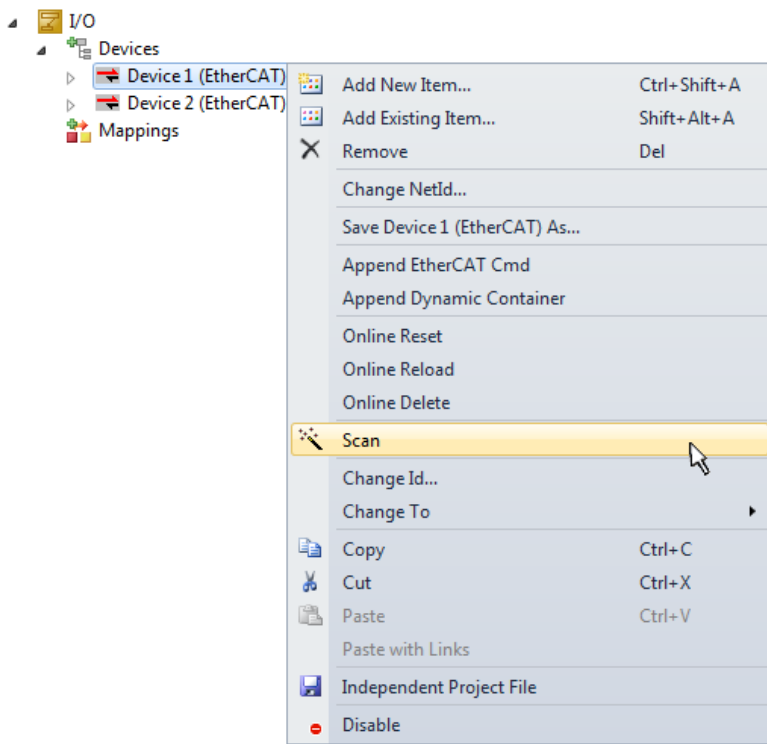 I/O
Devices
Device 1 (EtherCAT)
Device 2 (EtherCAT)
Mappings
Add New Item... Ctrl+Shift+A
Add Existing Item... Shift+Alt+A
Remove Del
Change NetId...
Save Device 1 (EtherCAT) As...
Append EtherCAT Cmd
Append Dynamic Container
Online Reset
Online Reload
Online Delete
Scan
Change Id...
Change To
Copy Ctrl+C
Cut Ctrl+X
Paste Ctrl+V
Paste with Links
Independent Project File
Disable